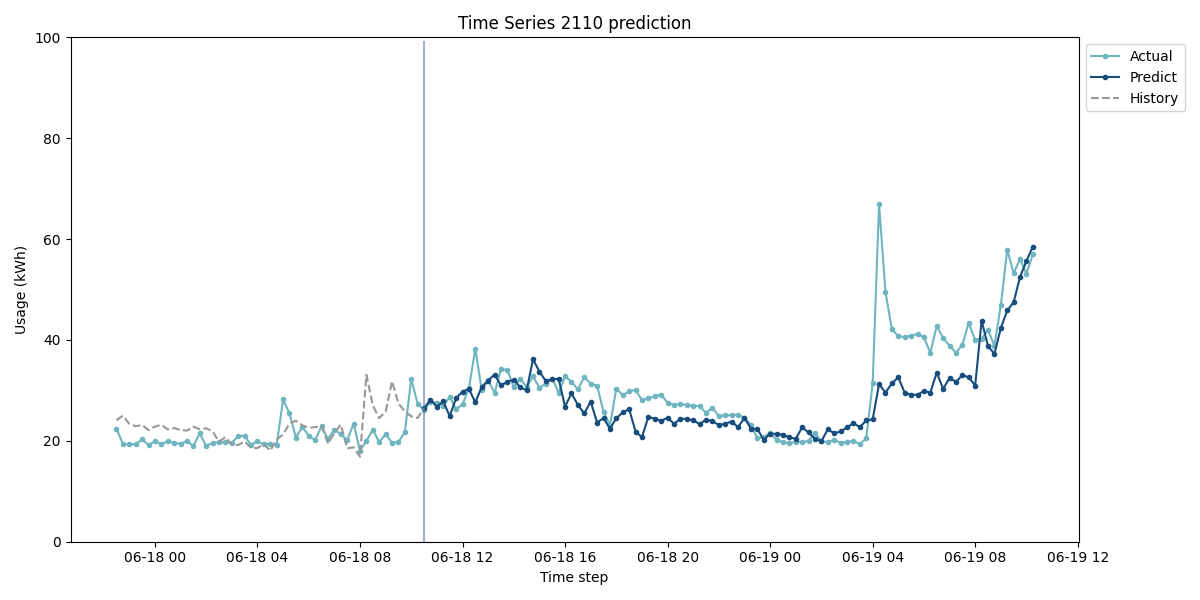 Time Series 2110 prediction
100
80
60
40
20
0
Usage (kWh)
06-18 00
06-18 04
06-18 08
06-18 12
06-18 16
06-18 20
06-19 00
06-19 04
06-19 08
06-19 12
Time step
Actual
Predict
History